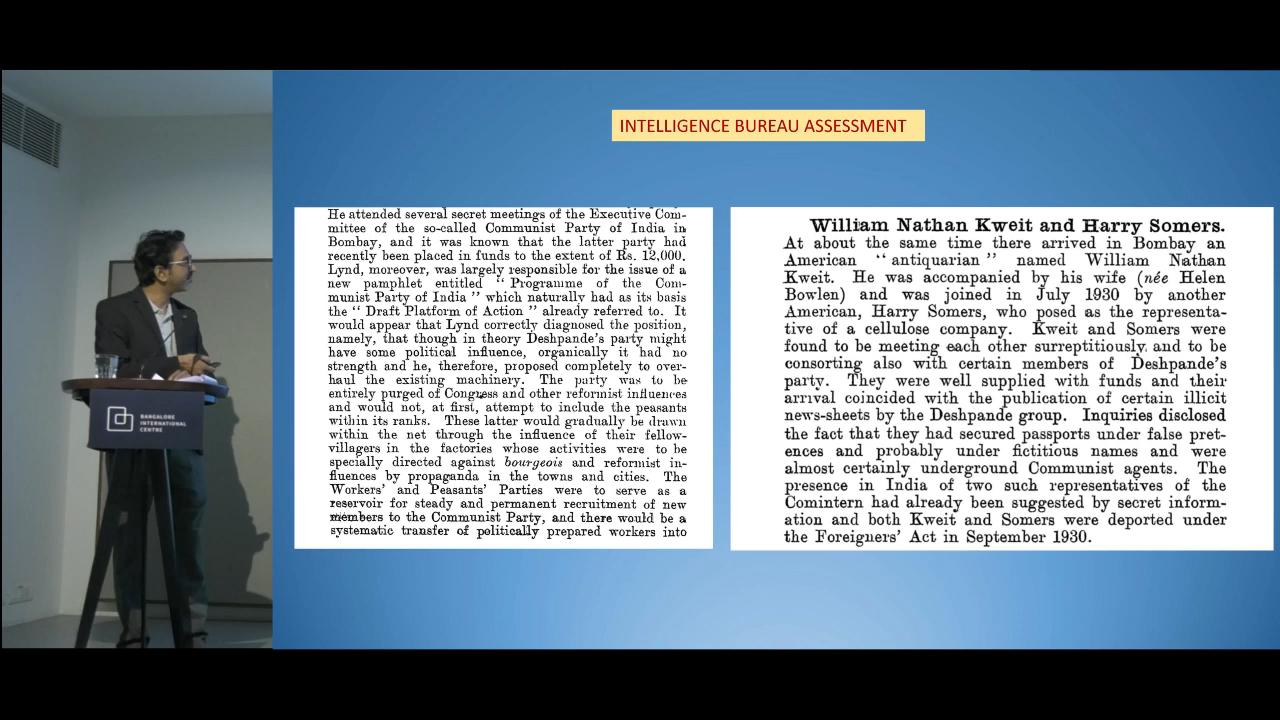 INTELLIGENCE BUREAU ASSESSMENT
He attended several secret meetings of the Executive Com-
mittee of the so-called Communist Party of India in
Bombay, and it was known that the latter party had
recently been placed in funds to the extent of Rs. 12,000.
Lynd, moreover, was largely responsible for the issue of a
new pamphlet entitled “ Programme of the Com-
munist Party of India ” which naturally had as its basis
the “ Draft Platform of Action ” already referred to. It
would appear that Lynd correctly diagnosed the position,
namely, that though in theory Deshpande’s party might
have some political influence, organically it had no
strength and he, therefore, proposed completely to over-
haul the existing machinery. The party was to be
entirely purged of Congress and other reformist influences
and would not, at first, attempt to include the peasants
within its ranks. These latter would gradually be drawn
within the net through the influence of their fellow-
villagers in the factories whose activities were to be
specially directed against bourgeois and reformist in-
fluences by propaganda in the towns and cities. The
Workers’ and Peasants’ Parties were to serve as a
reservoir for steady and permanent recruitment of new
members to the Communist Party, and there would be a
systematic transfer of politically prepared workers into
William Nathan Kweit and Harry Somers.
At about the same time there arrived in Bombay an
American “ antiquarian ” named William Nathan
Kweit. He was accompanied by his wife (née Helen
Bowlen) and was joined in July 1930 by another
American, Harry Somers, who posed as the representa-
tive of a cellulose company. Kweit and Somers were
found to be meeting each other surreptitiously and to be
consorting also with certain members of Deshpande’s
party. They were well supplied with funds and their
arrival coincided with the publication of certain illicit
news-sheets by the Deshpande group. Inquiries disclosed
the fact that they had secured passports under false pret-
ences and probably under fictitious names and were
almost certainly underground Communist agents. The
presence in India of two such representatives of the
Comintern had already been suggested by secret inform-
ation and both Kweit and Somers were deported under
the Foreigners’ Act in September 1930.
BANGALORE
INTERNATIONAL
CENTRE